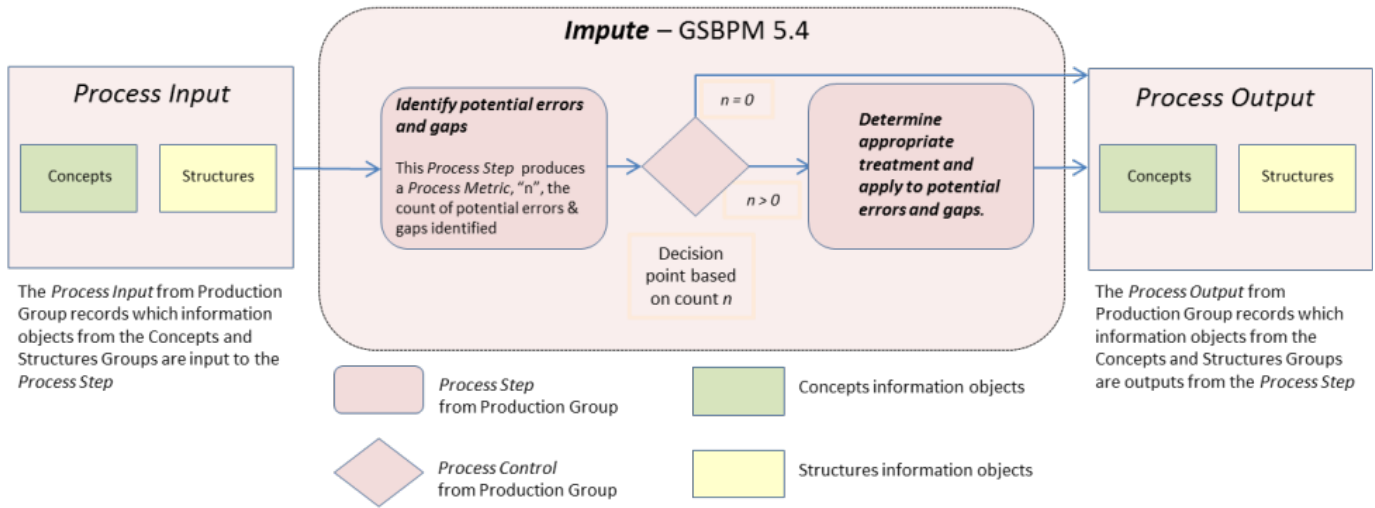 Impute – GSBPM 5.4
Process Input
Concepts
Structures
The Process Input from Production
Group records which information
objects from the Concepts and
Structures Groups are input to the
Process Step
Identify potential errors
and gaps
This Process Step produces
a Process Metric, “n”, the
count of potential errors &
gaps identified
n = 0
n > 0
Decision
point based
on count n
Determine
appropriate
treatment and
apply to potential
errors and gaps.
Process Output
Concepts
Structures
The Process Output from
Production Group records which
information objects from the
Concepts and Structures Groups
are outputs from the Process Step
Process Step
from Production Group
Concepts information objects
Process Control
from Production Group
Structures information objects